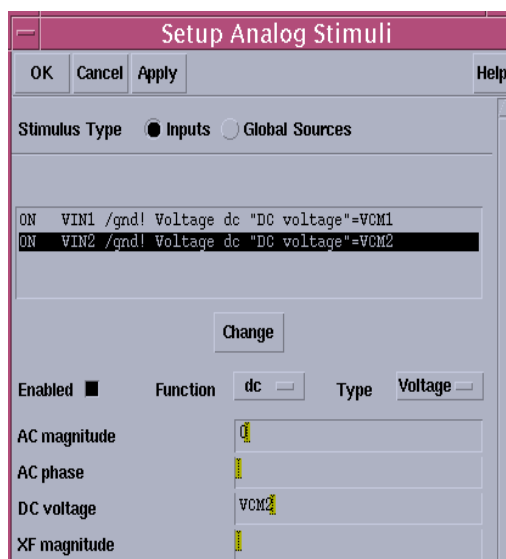 Setup Analog Stimuli
OK Cancel Apply Help
Stimulus Type Inputs Global Sources
ON VIN1 /gnd! Voltage dc "DC voltage"=VCM1
ON VIN2 /gnd! Voltage dc "DC voltage"=VCM2
Change
Enabled Function dc Type Voltage
AC magnitude 0
AC phase
DC voltage VCM2
XF magnitude